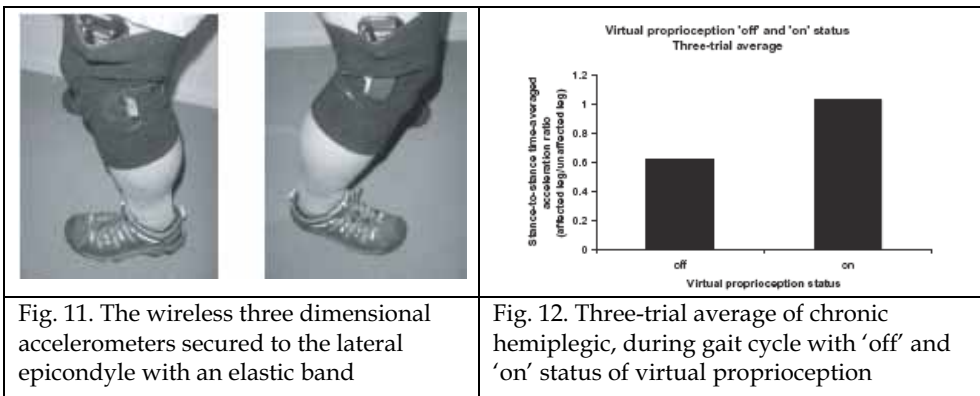 Virtual proprioception 'off' and 'on' status
Three-trial average
Stance-to-stance time-averaged
acceleration ratio
(affected leg/unaffected leg)
1.2
1
0.8
0.6
0.4
0.2
0
off on
Virtual proprioception status
Fig. 11. The wireless three dimensional
accelerometers secured to the lateral
epicondyle with an elastic band
Fig. 12. Three-trial average of chronic
hemiplegic, during gait cycle with ‘off’ and
‘on’ status of virtual proprioception